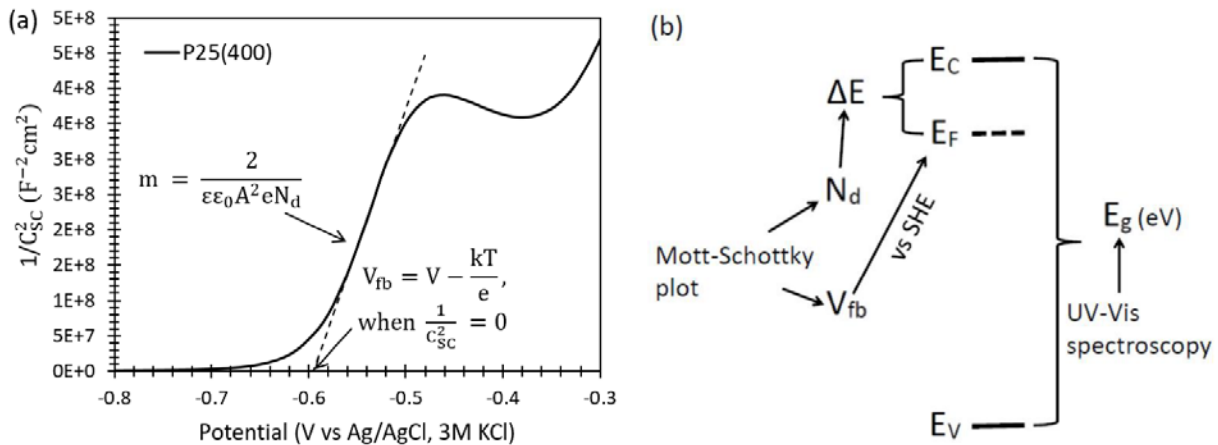 (a)
5E+8
5E+8
4E+8
4E+8
3E+8
3E+8
2E+8
2E+8
1E+8
5E+7
0E+0
1/C²SC (F⁻²cm²)
P25(400)
m = 2/(εε₀A²eNd)
Vfb = V − kT/e,
when 1/C²SC = 0
-0.8 -0.7 -0.6 -0.5 -0.4 -0.3
Potential (V vs Ag/AgCl, 3M KCl)
(b)
EC
ΔE
EF
Nd
vs SHE
Eg (eV)
Mott-Schottky
plot
Vfb
UV-Vis
spectroscopy
EV